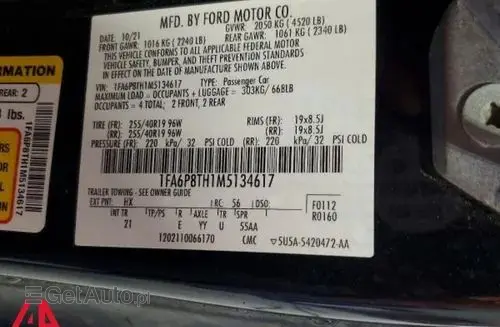 MFD. BY FORD MOTOR CO.
10/21 GVWR: 2050 KG (4520 LB)
FRONT GAWR: 1016 KG (2240 LB) REAR GAWR: 1061 KG (2340 LB)
THIS VEHICLE CONFORMS TO ALL APPLICABLE FEDERAL MOTOR
VEHICLE SAFETY, BUMPER, AND THEFT PREVENTION STANDARDS
IN EFFECT ON THE DATE OF MANUFACTURE SHOWN ABOVE.
VIN: 1FA6P8TH1M5134617 TYPE: Passenger Car
MAXIMUM LOAD = OCCUPANTS + LUGGAGE = 303KG/ 668LB
OCCUPANTS = 4 TOTAL, 2 FRONT, 2 REAR
TIRE (FR): 255/40R19 96W RIMS (FR): 19x8.5J
TIRE (RR): 255/40R19 96W RIMS (RR): 19x8.5J
PRESSURE (FR): 220 kPa/ 32 PSI COLD (RR): 220 kPa/ 32 PSI COLD
1FA6P8TH1M5134617
TRAILER TOWING - SEE OWNER GUIDE
EXT PNT: HX RC: 56 DSO: F0112
INT TR TP/PS R AXLE TR SPR R0160
21 E YY U 55AA
1202110066170 CMC 5U5A-5420472-AA
ORMATION
REAR: 2
lbs.
1FA6P8TH1M5134617
EGetAuto.pl